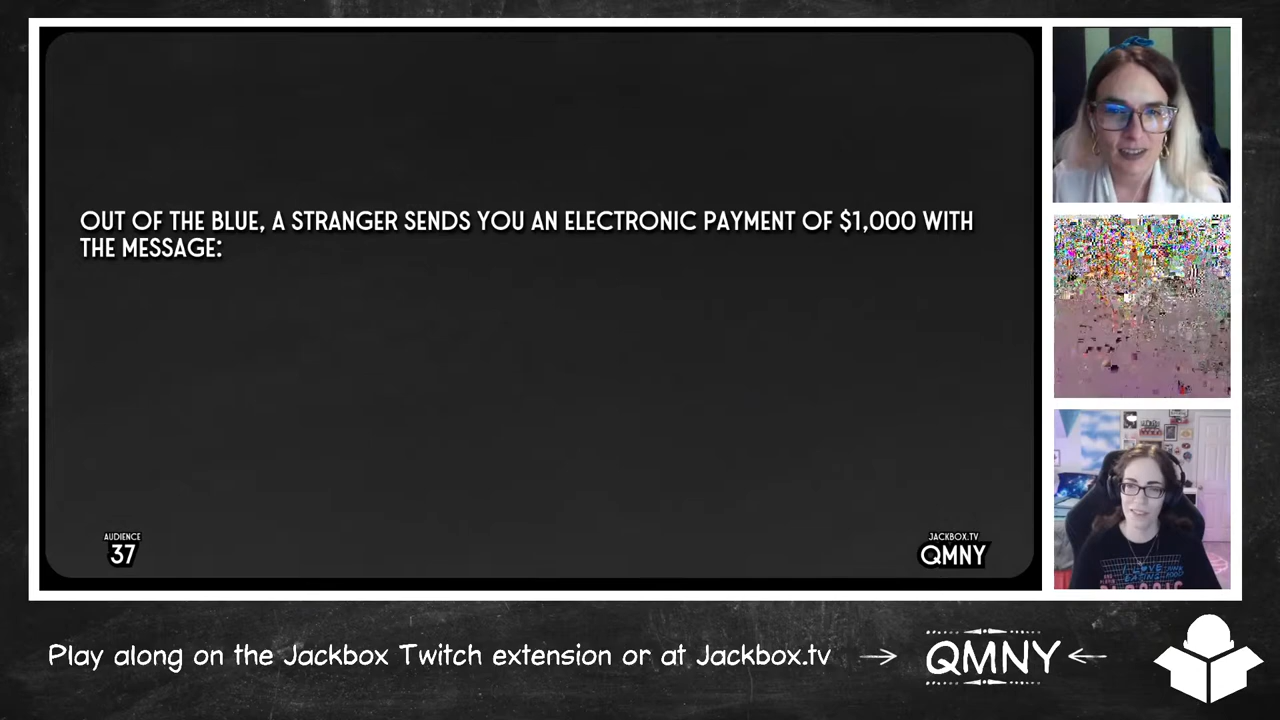 OUT OF THE BLUE, A STRANGER SENDS YOU AN ELECTRONIC PAYMENT OF $1,000 WITH
THE MESSAGE:
AUDIENCE
37
JACKBOX.TV
QMNY
I LOVE
Play along on the Jackbox Twitch extension or at Jackbox.tv
QMNY